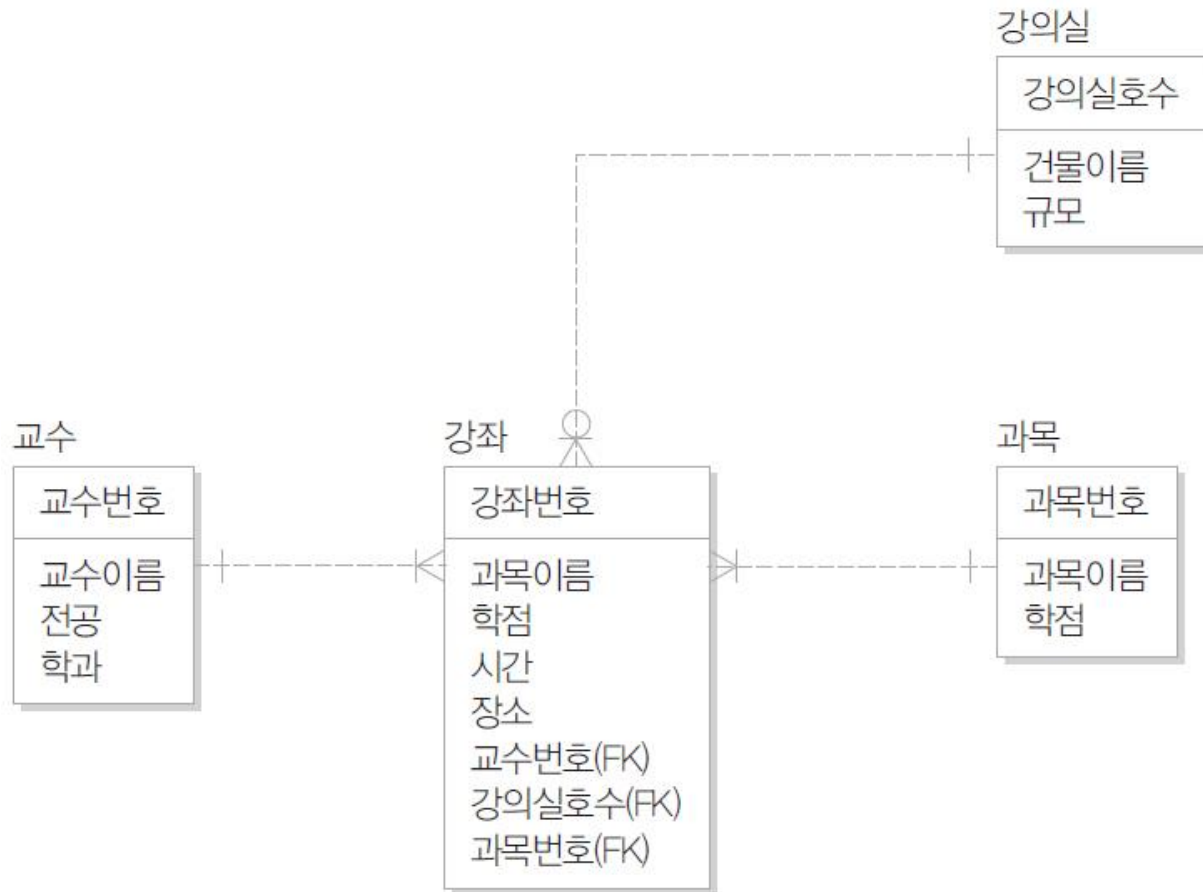 강의실
강의실호수
건물이름
규모
교수
교수번호
교수이름
전공
학과
강좌
강좌번호
과목이름
학점
시간
장소
교수번호(FK)
강의실호수(FK)
과목번호(FK)
과목
과목번호
과목이름
학점